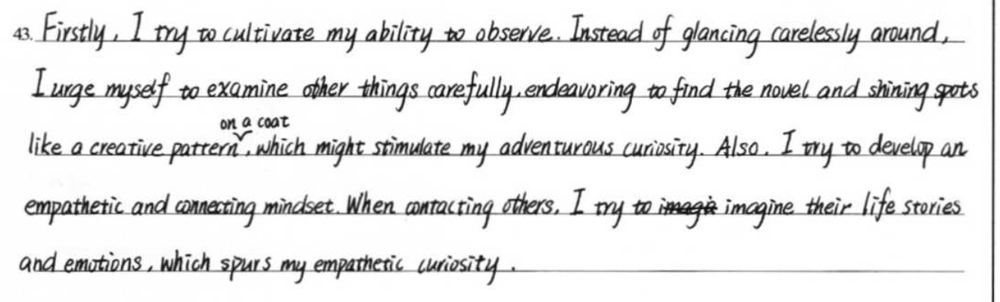 43. Firstly, I try to cultivate my ability to observe. Instead of glancing carelessly around,
I urge myself to examine other things carefully, endeavoring to find the novel and shining spots
on a coat
like a creative pattern, which might stimulate my adventurous curiosity. Also, I try to develop an
empathetic and connecting mindset. When contacting others, I try to imagine their life stories
and emotions, which spurs my empathetic curiosity.